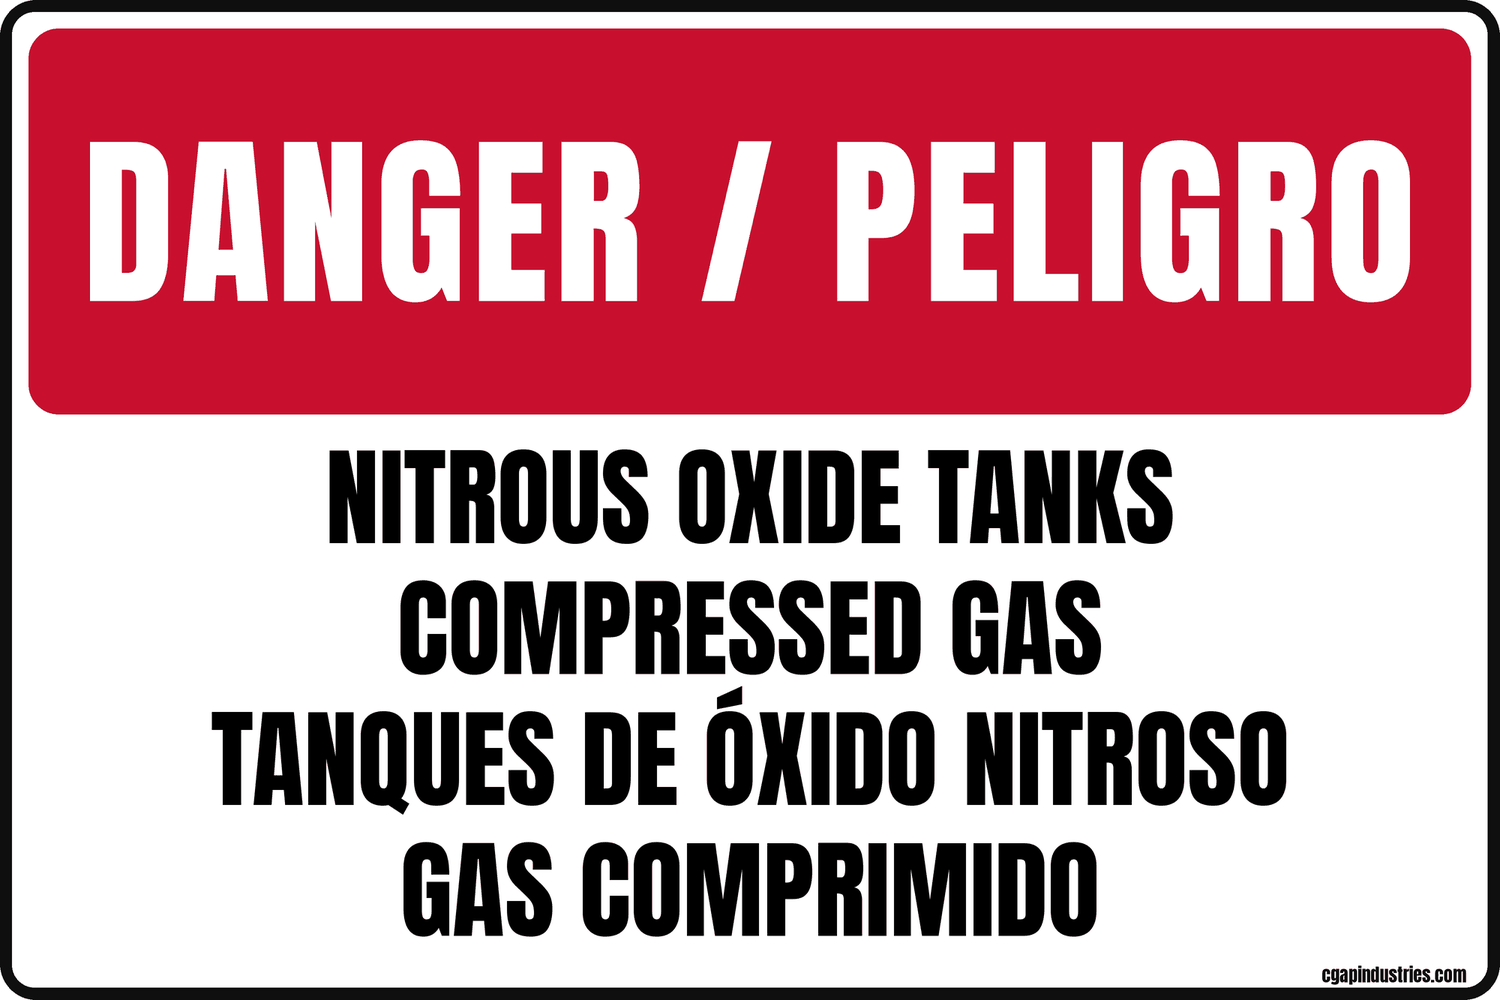 DANGER / PELIGRO
NITROUS OXIDE TANKS
COMPRESSED GAS
TANQUES DE ÓXIDO NITROSO
GAS COMPRIMIDO
cgapindustries.com